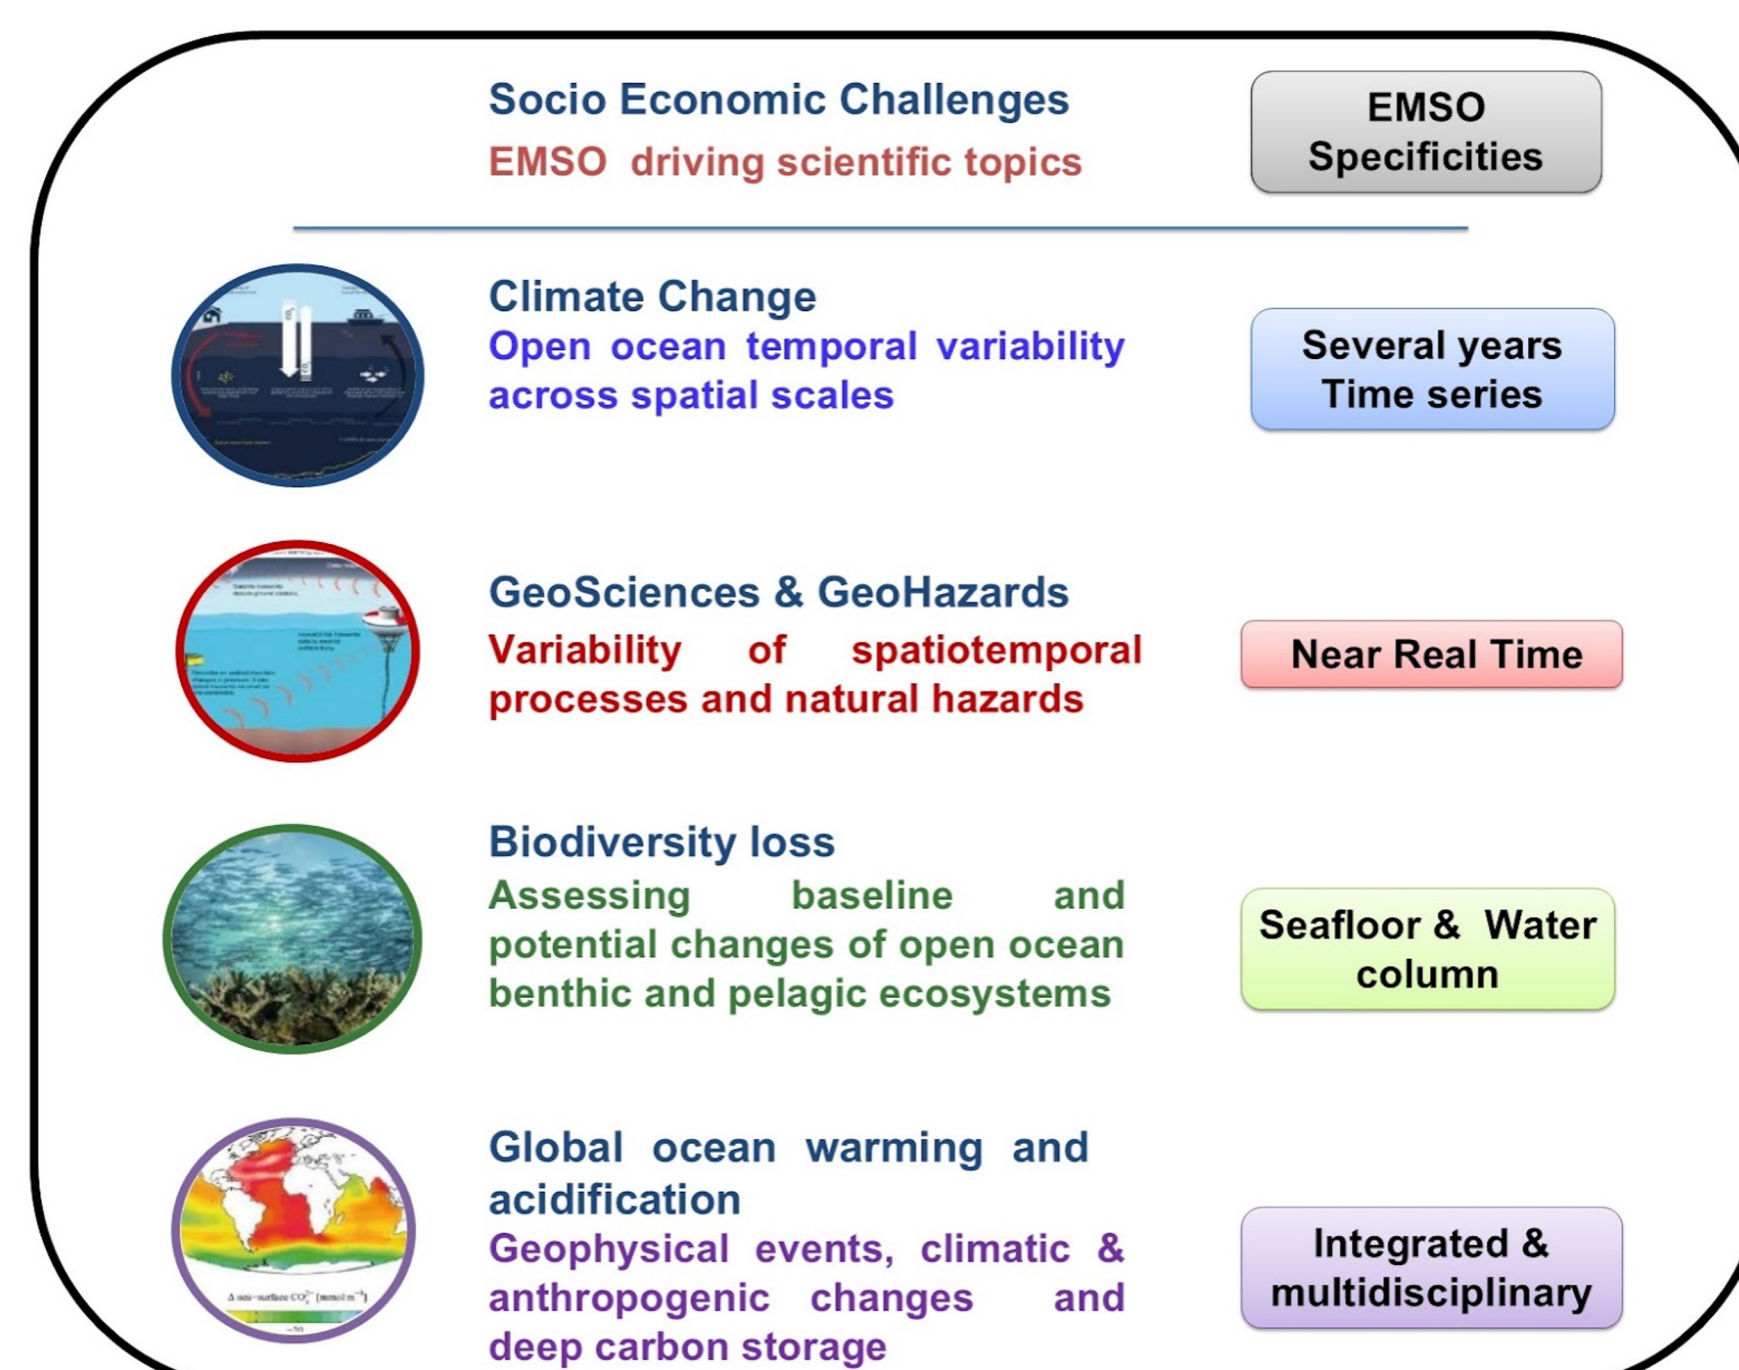 Socio Economic Challenges
EMSO driving scientific topics
EMSO
Specificities
Climate Change
Open ocean temporal variability
across spatial scales
Several years
Time series
GeoSciences & GeoHazards
Variability of spatiotemporal
processes and natural hazards
Near Real Time
Biodiversity loss
Assessing baseline and
potential changes of open ocean
benthic and pelagic ecosystems
Seafloor & Water
column
Global ocean warming and
acidification
Geophysical events, climatic &
anthropogenic changes and
deep carbon storage
Integrated &
multidisciplinary